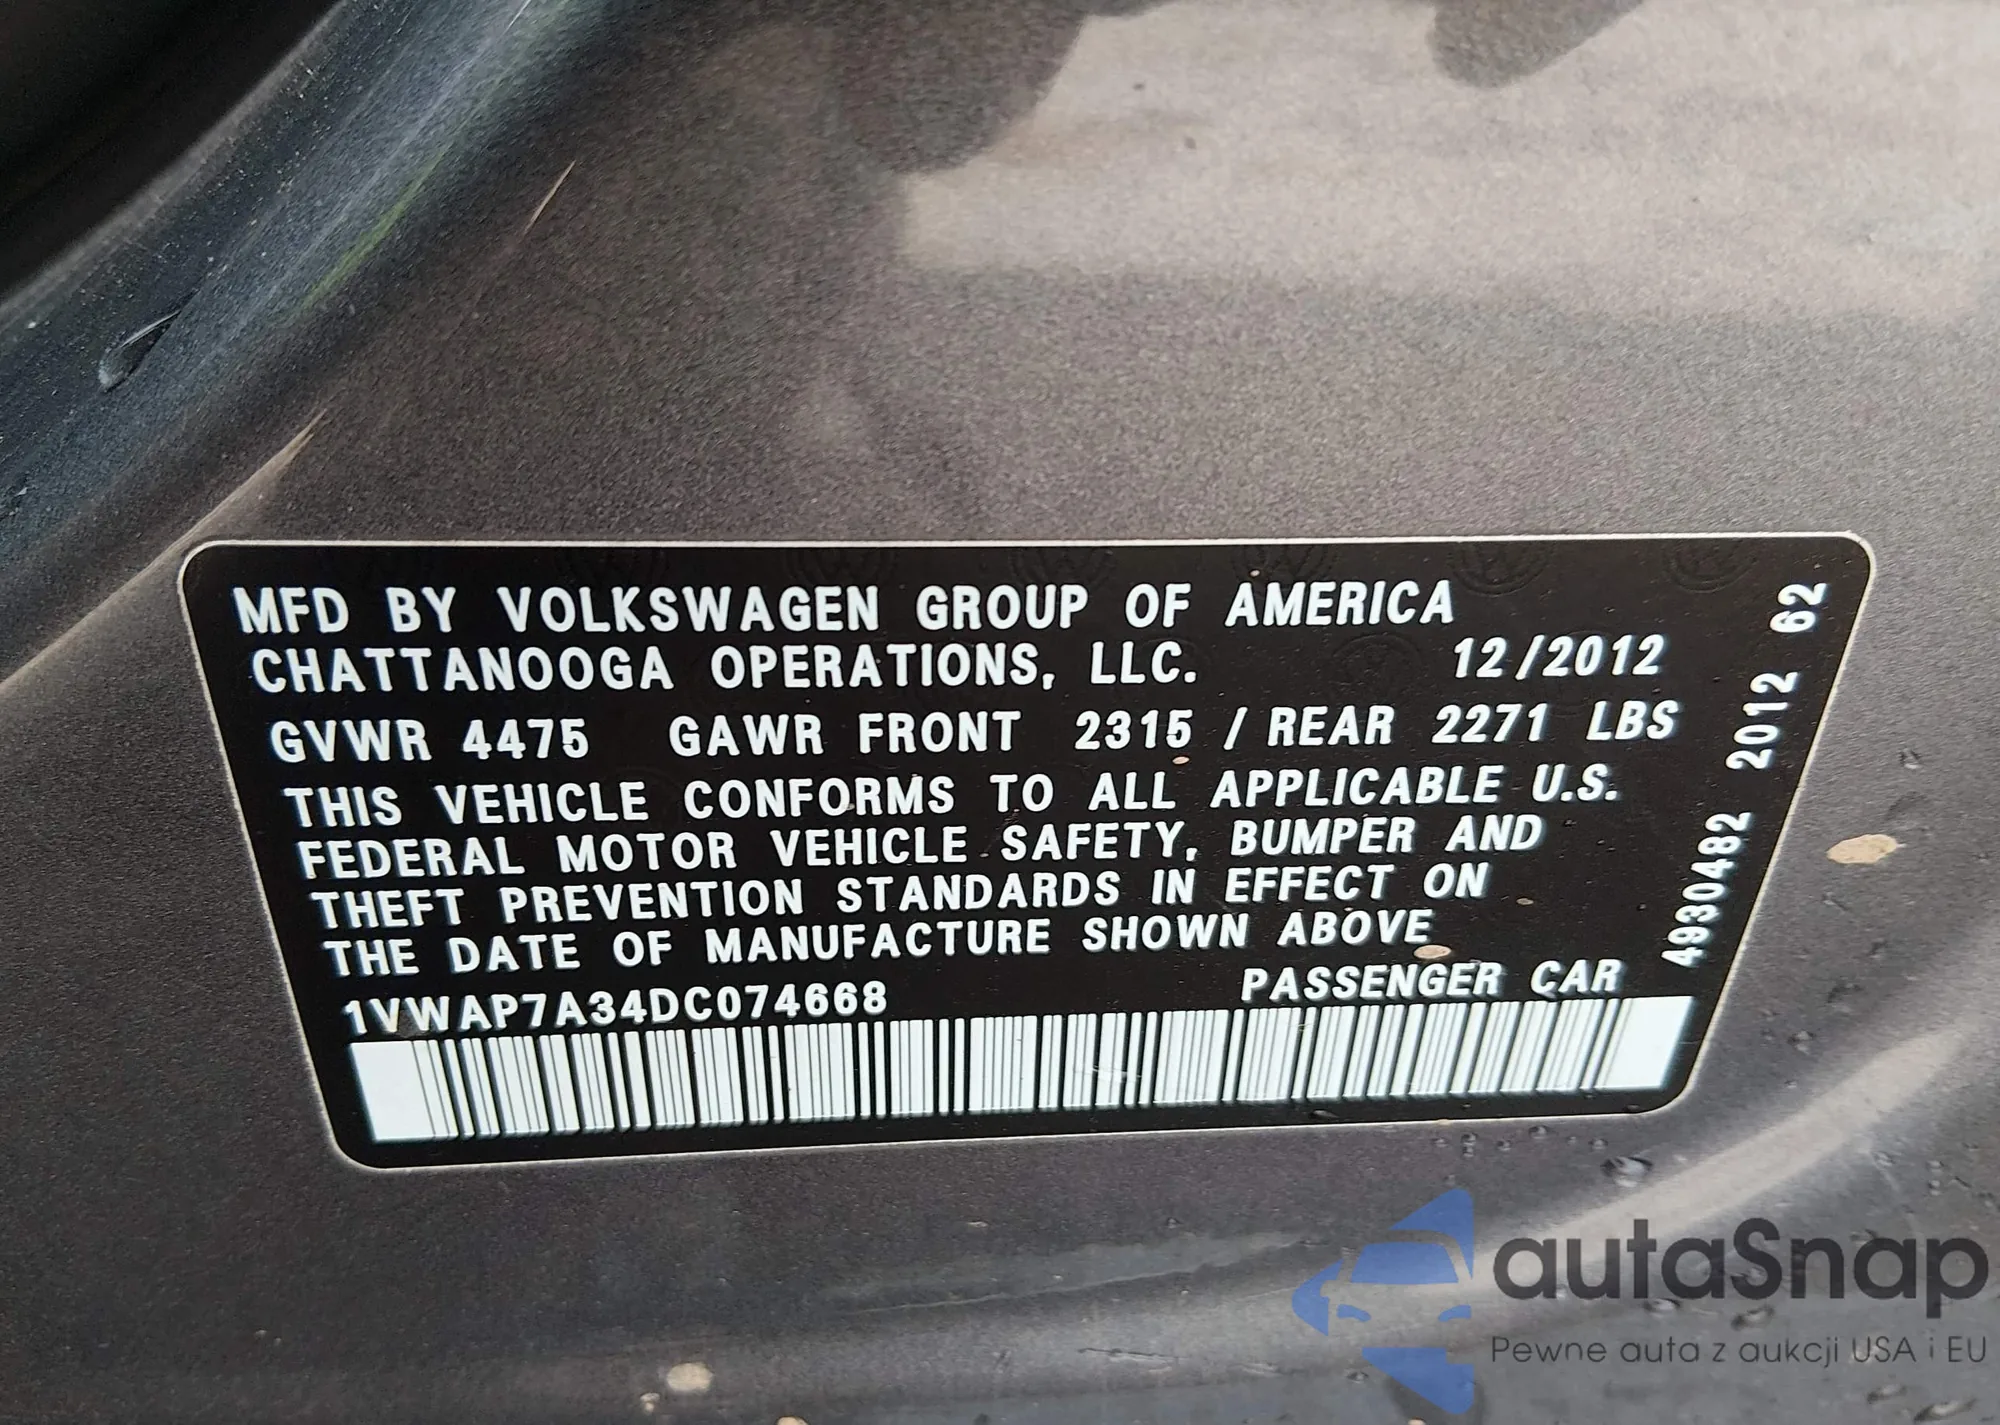 MFD BY VOLKSWAGEN GROUP OF AMERICA
CHATTANOOGA OPERATIONS, LLC. 12/2012
GVWR 4475 GAWR FRONT 2315 / REAR 2271 LBS
THIS VEHICLE CONFORMS TO ALL APPLICABLE U.S.
FEDERAL MOTOR VEHICLE SAFETY, BUMPER AND
THEFT PREVENTION STANDARDS IN EFFECT ON
THE DATE OF MANUFACTURE SHOWN ABOVE
1VWAP7A34DC074668 PASSENGER CAR
4930482 2012 62
autaSnap
Pewne auta z aukcji USA i EU